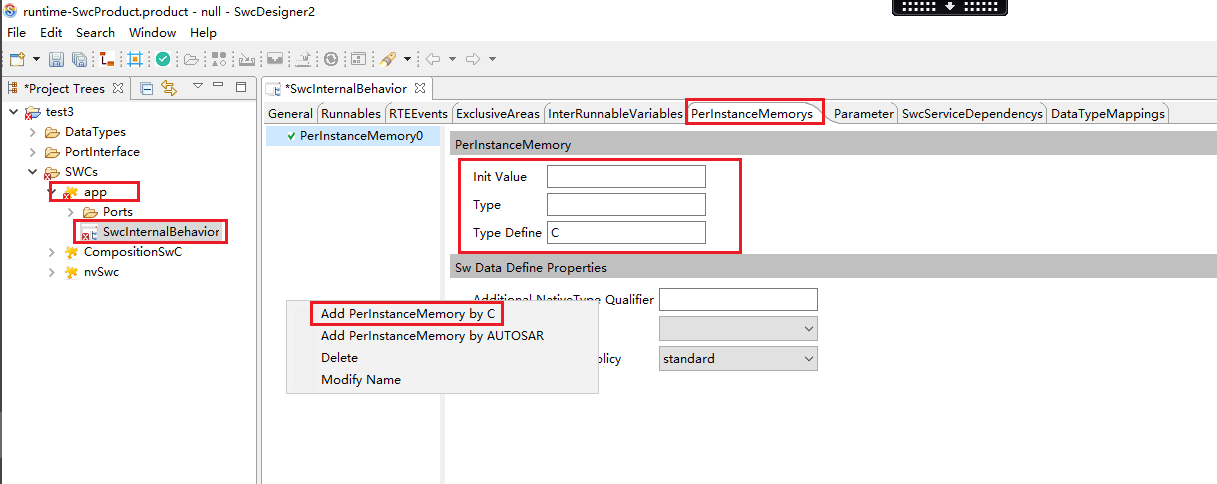 runtime-SwcProduct.product - null - SwcDesigner2
File Edit Search Window Help
*Project Trees
test3
DataTypes
PortInterface
SWCs
app
Ports
SwcInternalBehavior
CompositionSwC
nvSwc
*SwcInternalBehavior
General Runnables RTEEvents ExclusiveAreas InterRunnableVariables PerInstanceMemorys Parameter SwcServiceDependencys DataTypeMappings
PerInstanceMemory0
PerInstanceMemory
Init Value
Type
Type Define C
Sw Data Define Properties
Additional NativeType Qualifier
olicy standard
Add PerInstanceMemory by C
Add PerInstanceMemory by AUTOSAR
Delete
Modify Name